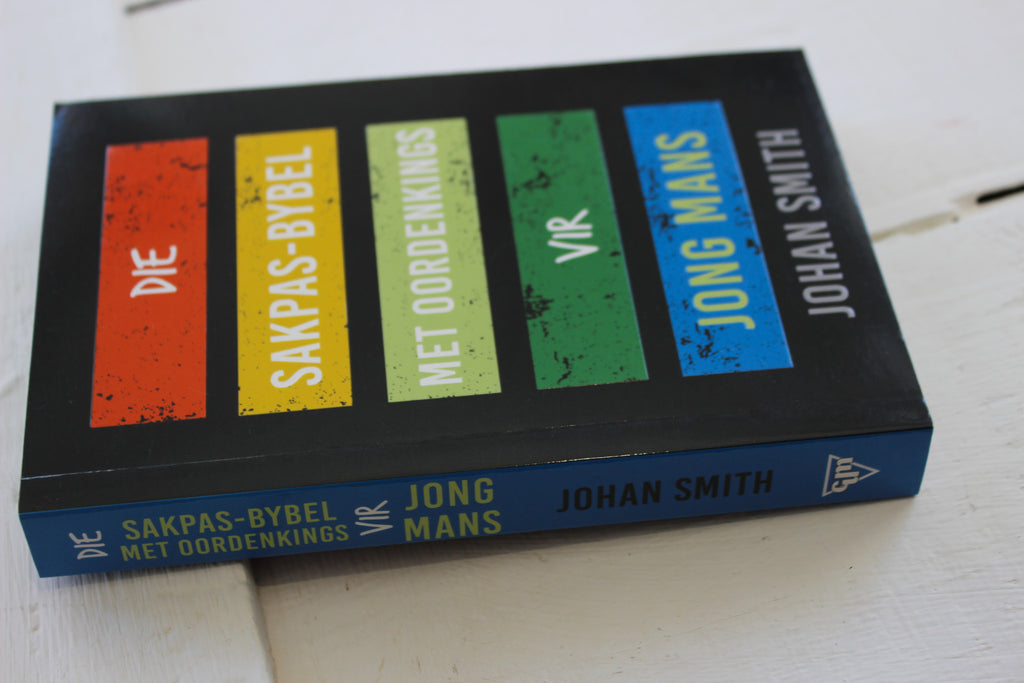 DIE
SAKPAS-BYBEL
MET OORDENKINGS
VIR
JONG MANS
JOHAN SMITH
DIE
SAKPAS-BYBEL
MET OORDENKINGS
VIR
JONG
MANS
JOHAN SMITH
cum